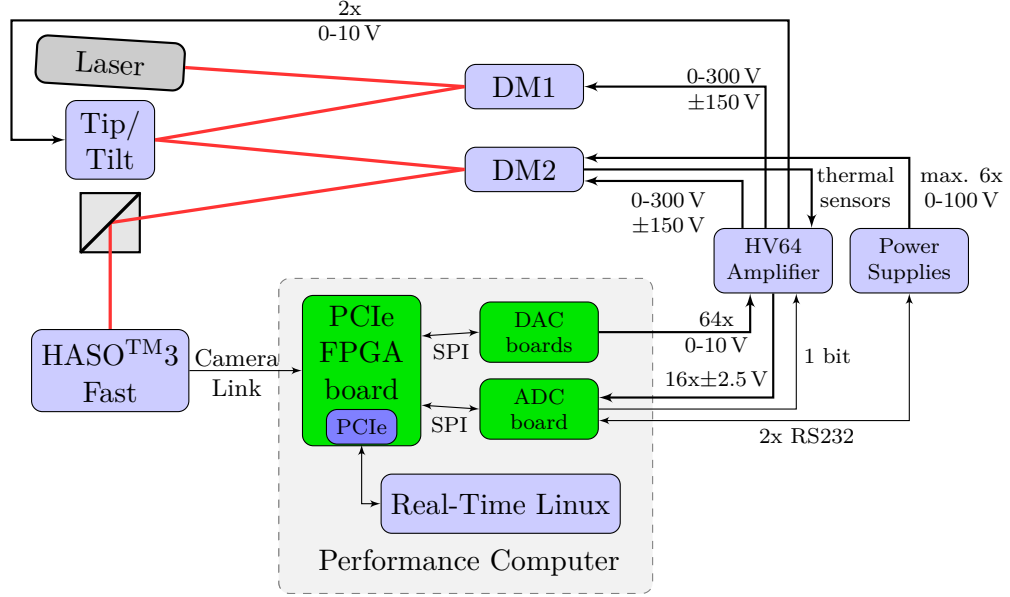 2x
0-10 V
Laser
DM1
0-300 V
±150 V
Tip/
Tilt
DM2
thermal
sensors
max. 6x
0-100 V
0-300 V
±150 V
HV64
Amplifier
Power
Supplies
PCIe
FPGA
board
PCIe
DAC
boards
SPI
64x
0-10 V
HASO™3
Fast
Camera
Link
1 bit
16x±2.5 V
ADC
board
SPI
2x RS232
Real-Time Linux
Performance Computer